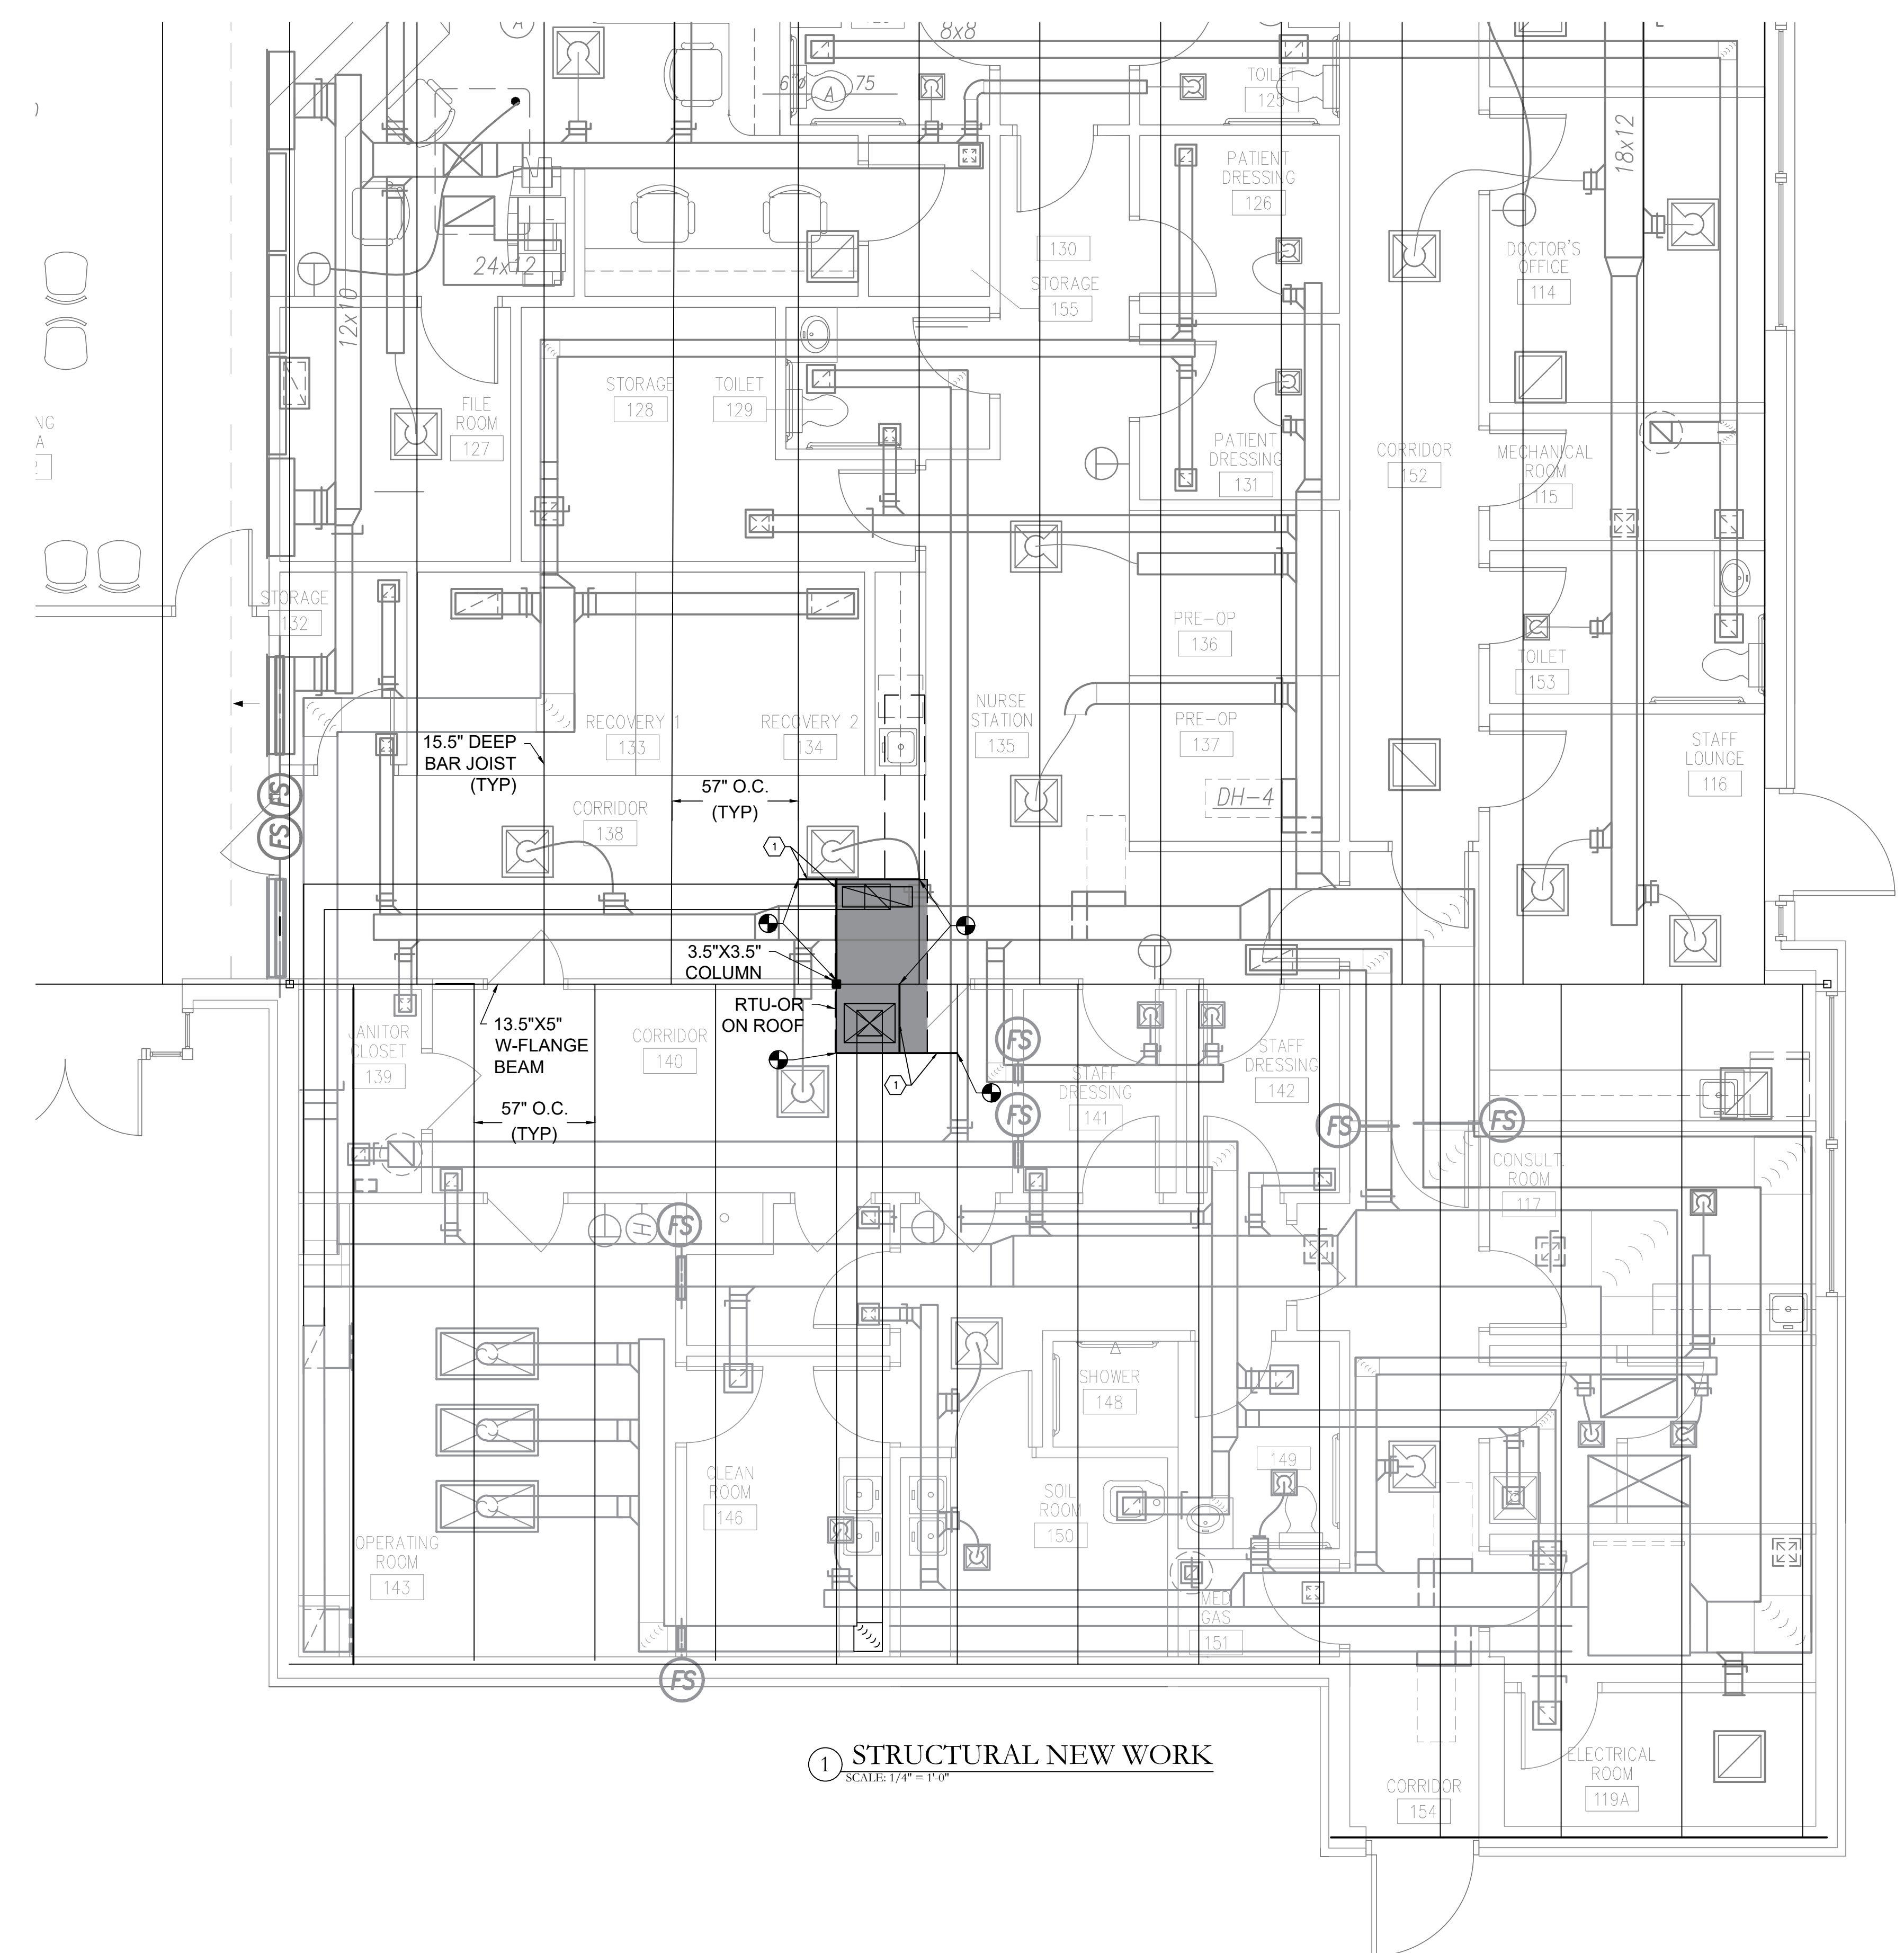 8x8
6"ø
A
75
TOILET
125
18x12
PATIENT
DRESSING
126
130
STORAGE
155
DOCTOR'S
OFFICE
114
24x12
12x10
FILE
ROOM
127
STORAGE
128
TOILET
129
NG
A
PATIENT
DRESSING
131
CORRIDOR
152
MECHANICAL
ROOM
115
STORAGE
132
PRE-OP
136
TOILET
153
RECOVERY 1
133
RECOVERY 2
134
NURSE
STATION
135
PRE-OP
137
STAFF
LOUNGE
116
15.5" DEEP
BAR JOIST
(TYP)
57" O.C.
(TYP)
DH-4
CORRIDOR
138
FS
FS
1
3.5"X3.5"
COLUMN
RTU-OR
ON ROOF
13.5"X5"
W-FLANGE
BEAM
JANITOR
CLOSET
139
CORRIDOR
140
FS
STAFF
DRESSING
142
STAFF
DRESSING
141
1
57" O.C.
(TYP)
FS
FS
FS
CONSULT.
ROOM
117
H
FS
SHOWER
148
149
CLEAN
ROOM
146
SOIL
ROOM
150
OPERATING
ROOM
143
MED
GAS
151
FS
1 STRUCTURAL NEW WORK
SCALE: 1/4" = 1'-0"
ELECTRICAL
ROOM
119A
CORRIDOR
154